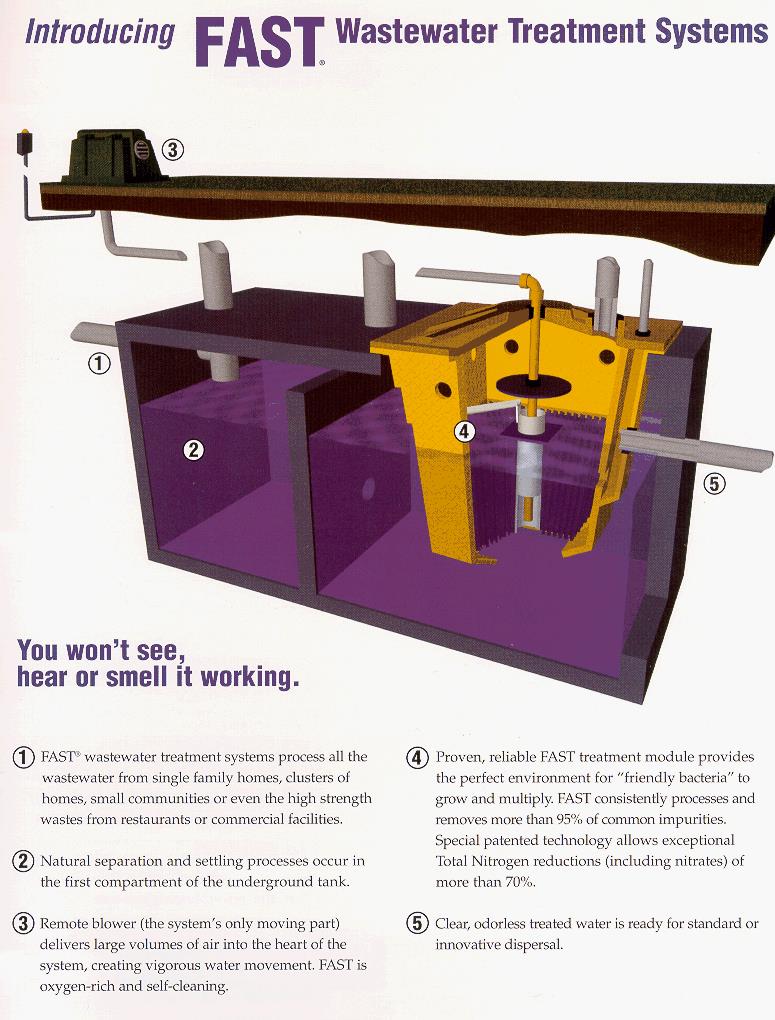 Introducing FAST® Wastewater Treatment Systems
3
1
2
4
5
You won't see,
hear or smell it working.
1 FAST® wastewater treatment systems process all the
wastewater from single family homes, clusters of
homes, small communities or even the high strength
wastes from restaurants or commercial facilities.
2 Natural separation and settling processes occur in
the first compartment of the underground tank.
3 Remote blower (the system's only moving part)
delivers large volumes of air into the heart of the
system, creating vigorous water movement. FAST is
oxygen-rich and self-cleaning.
4 Proven, reliable FAST treatment module provides
the perfect environment for "friendly bacteria" to
grow and multiply. FAST consistently processes and
removes more than 95% of common impurities.
Special patented technology allows exceptional
Total Nitrogen reductions (including nitrates) of
more than 70%.
5 Clear, odorless treated water is ready for standard or
innovative dispersal.